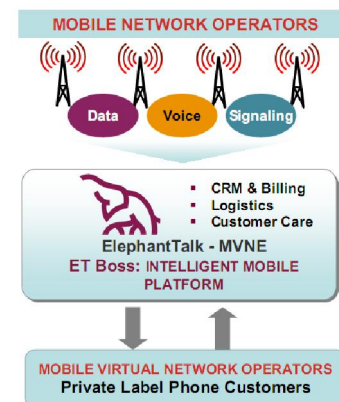 MOBILE NETWORK OPERATORS
Data Voice Signaling
▪ CRM & Billing
▪ Logistics
▪ Customer Care
ElephantTalk - MVNE
ET Boss: INTELLIGENT MOBILE
PLATFORM
MOBILE VIRTUAL NETWORK OPERATORS
Private Label Phone Customers